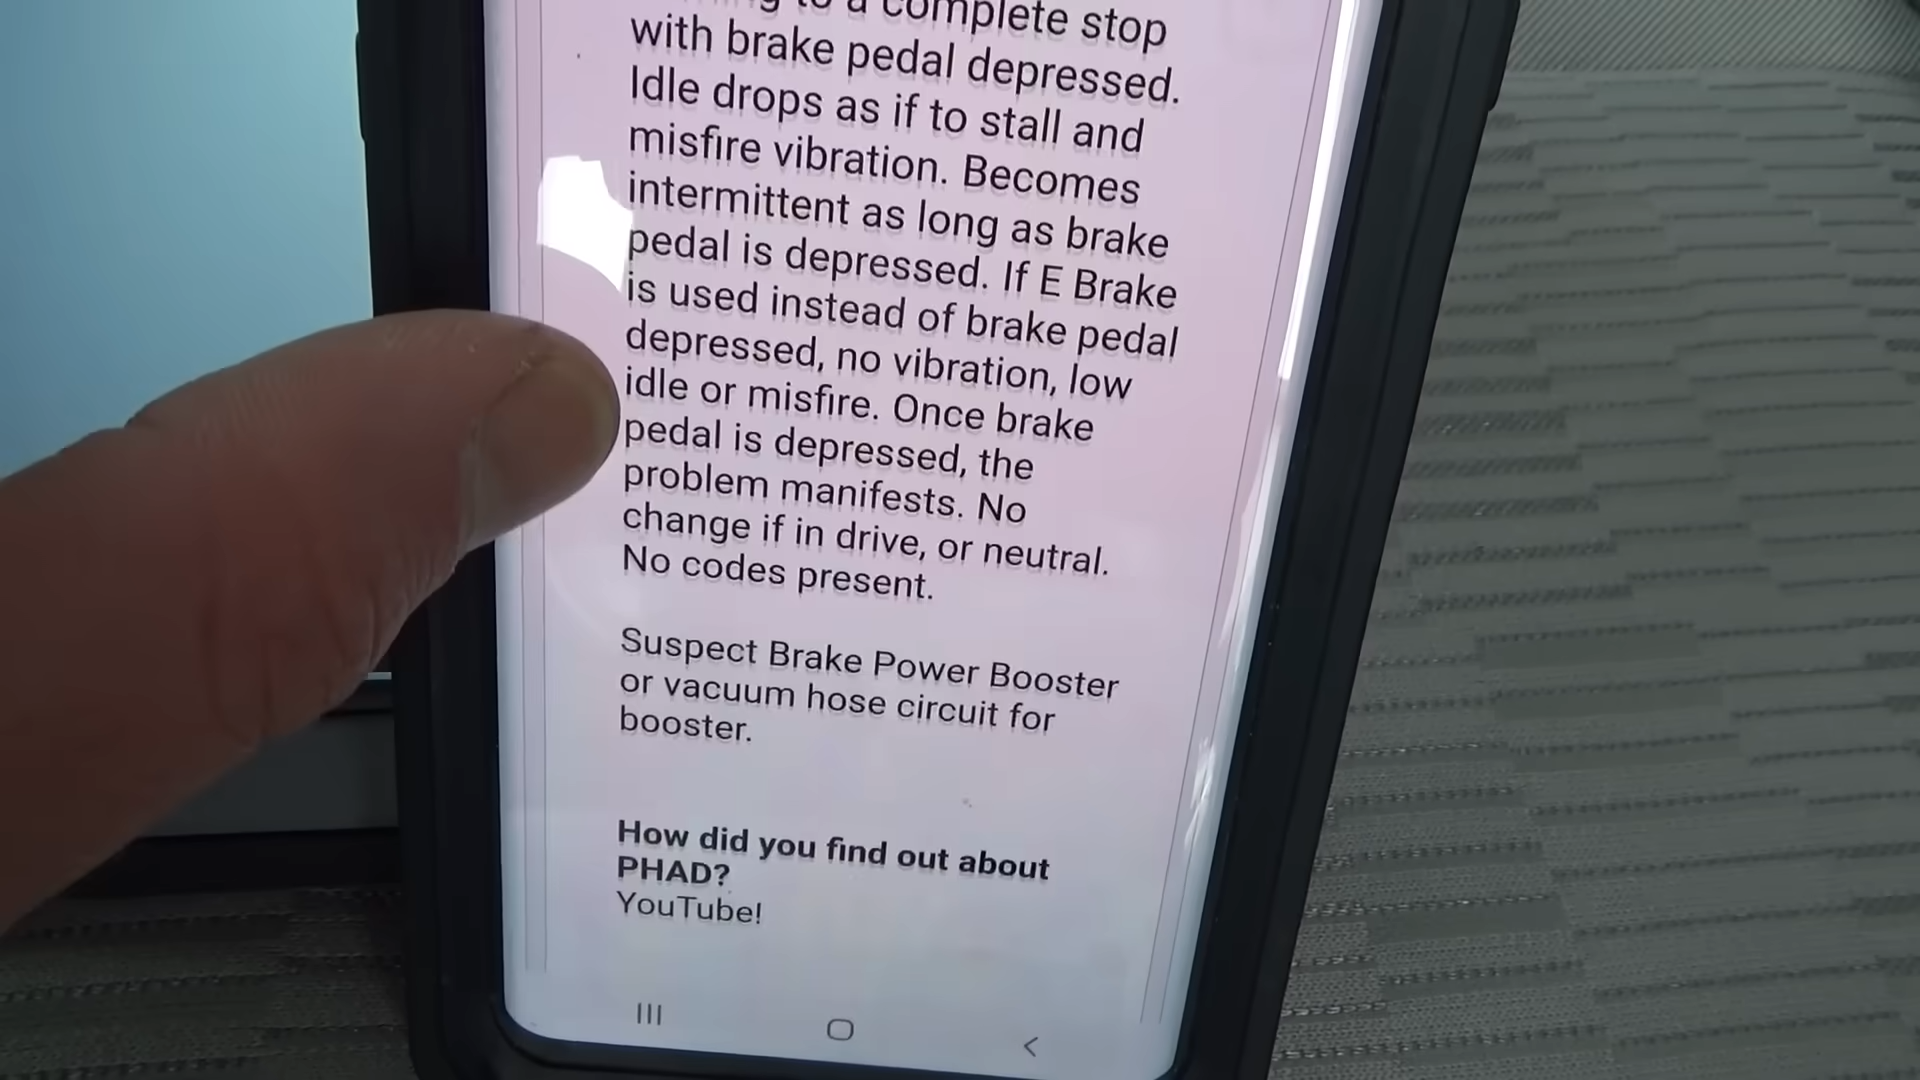 to a complete stop
with brake pedal depressed.
Idle drops as if to stall and
misfire vibration. Becomes
intermittent as long as brake
pedal is depressed. If E Brake
is used instead of brake pedal
depressed, no vibration, low
idle or misfire. Once brake
pedal is depressed, the
problem manifests. No
change if in drive, or neutral.
No codes present.
Suspect Brake Power Booster
or vacuum hose circuit for
booster.
How did you find out about
PHAD?
YouTube!